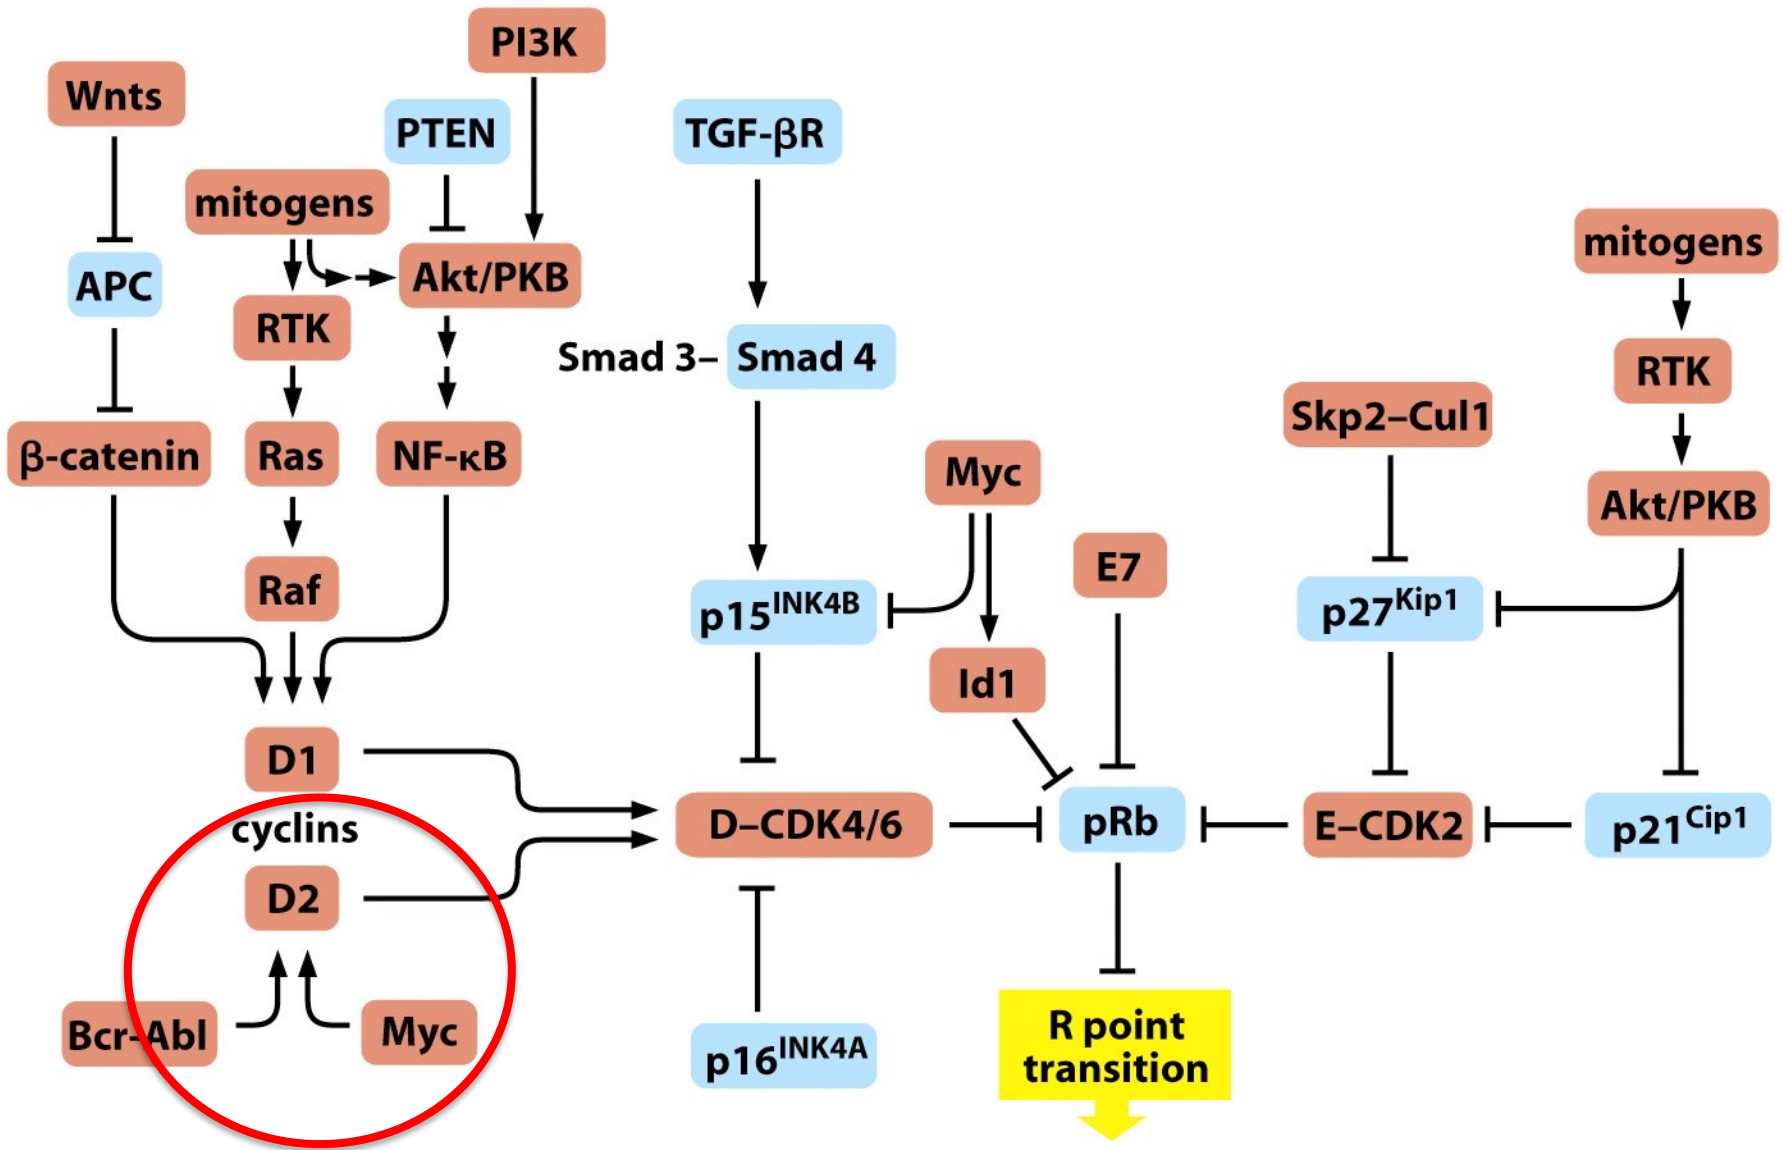 PI3K
Wnts
PTEN
TGF-βR
mitogens
mitogens
APC
Akt/PKB
RTK
Smad 3– Smad 4
RTK
Skp2–Cul1
β-catenin
Ras
NF-κB
Myc
Akt/PKB
E7
Raf
p15INK4B
p27Kip1
Id1
D1
cyclins
D–CDK4/6
pRb
E–CDK2
p21Cip1
D2
Bcr-Abl
Myc
p16INK4A
R point
transition